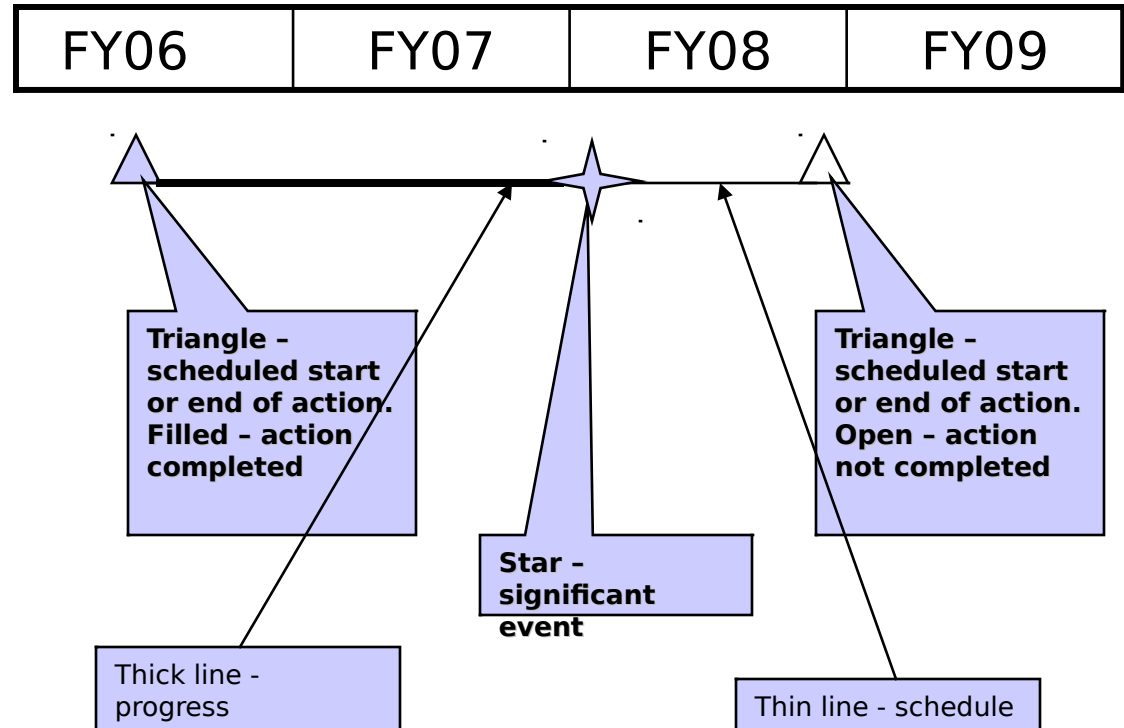 FY06
FY07
FY08
FY09
Triangle –
scheduled start
or end of action.
Filled – action
completed
Triangle –
scheduled start
or end of action.
Open – action
not completed
Star –
significant
event
Thick line -
progress
Thin line - schedule